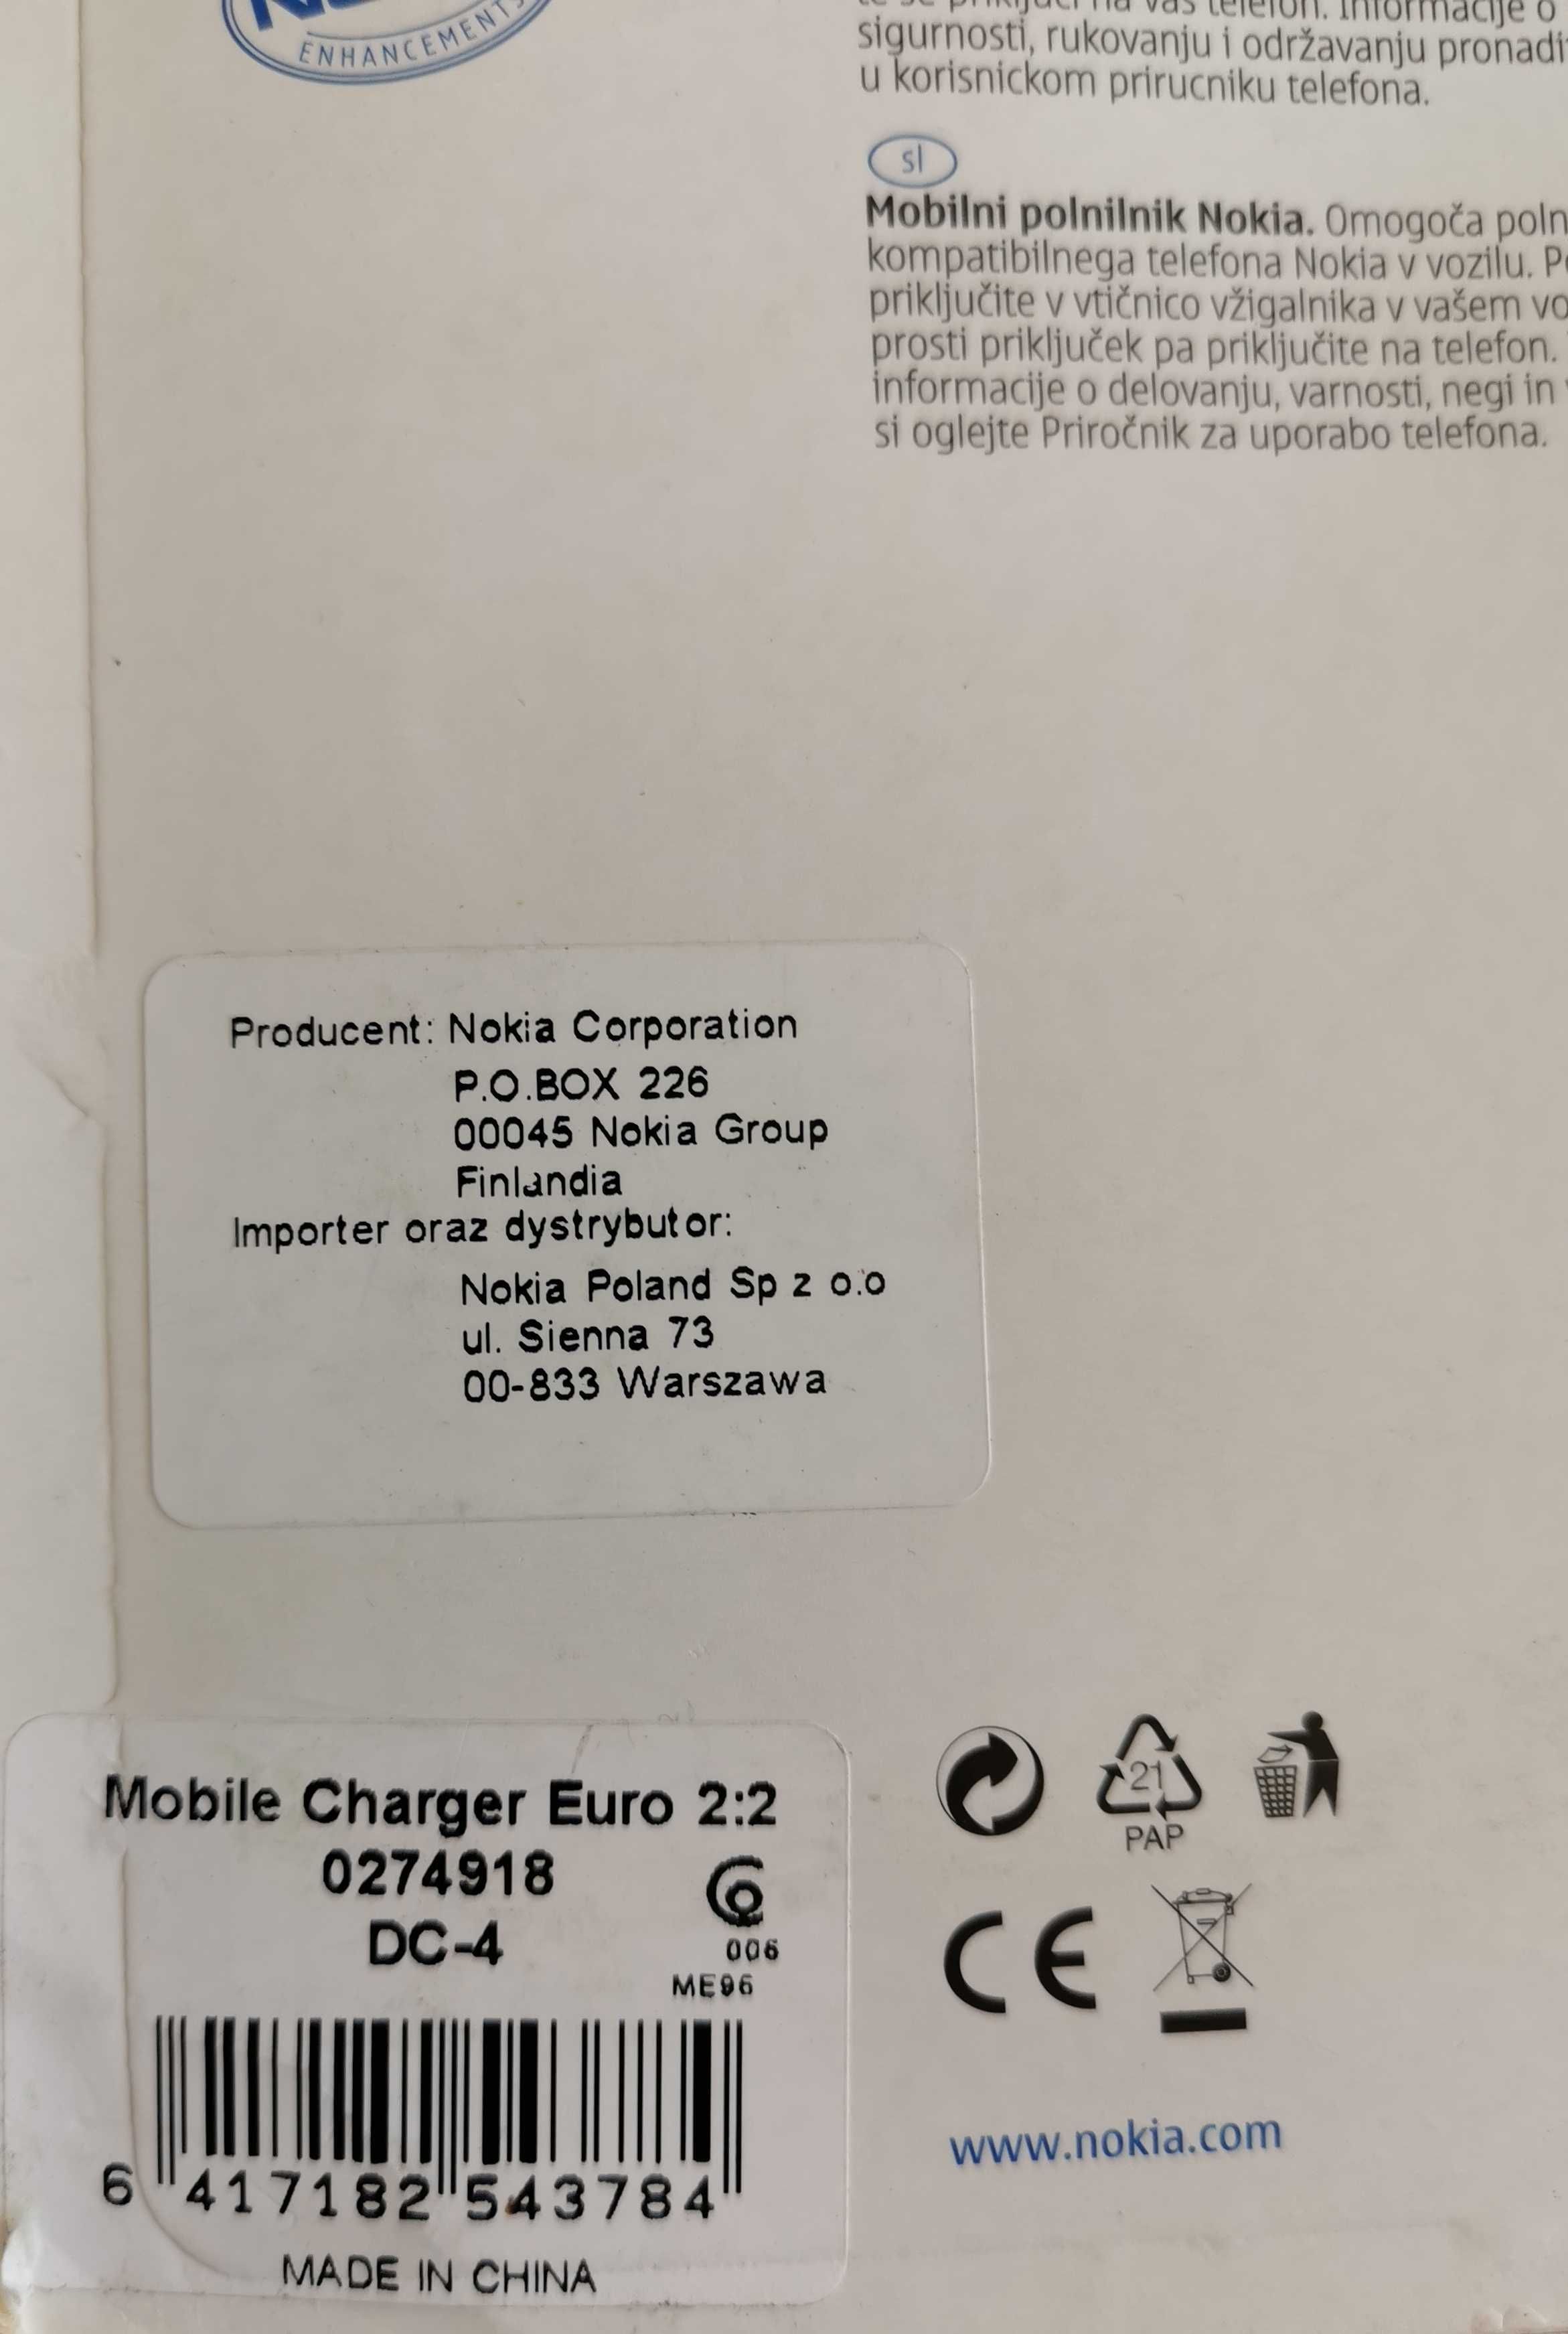 ENHANCEMENTS
sigurnosti, rukovanju i održavanju
u korisnickom prirucniku telefona.
sl
Mobilni polnilnik Nokia. Omogoča
kompatibilnega telefona Nokia v vozilu.
priključite v vtičnico vžigalnika v vašem
prosti priključek pa priključite na telefon.
informacije o delovanju, varnosti, negi in
si oglejte Priročnik za uporabo telefona.
Producent: Nokia Corporation
P.O.BOX 226
00045 Nokia Group
Finlandia
Importer oraz dystrybutor:
Nokia Poland Sp z o.o
ul. Sienna 73
00-833 Warszawa
Mobile Charger Euro 2:2
0274918
DC-4
006
ME96
6 417182 543784
MADE IN CHINA
21
PAP
CE
www.nokia.com